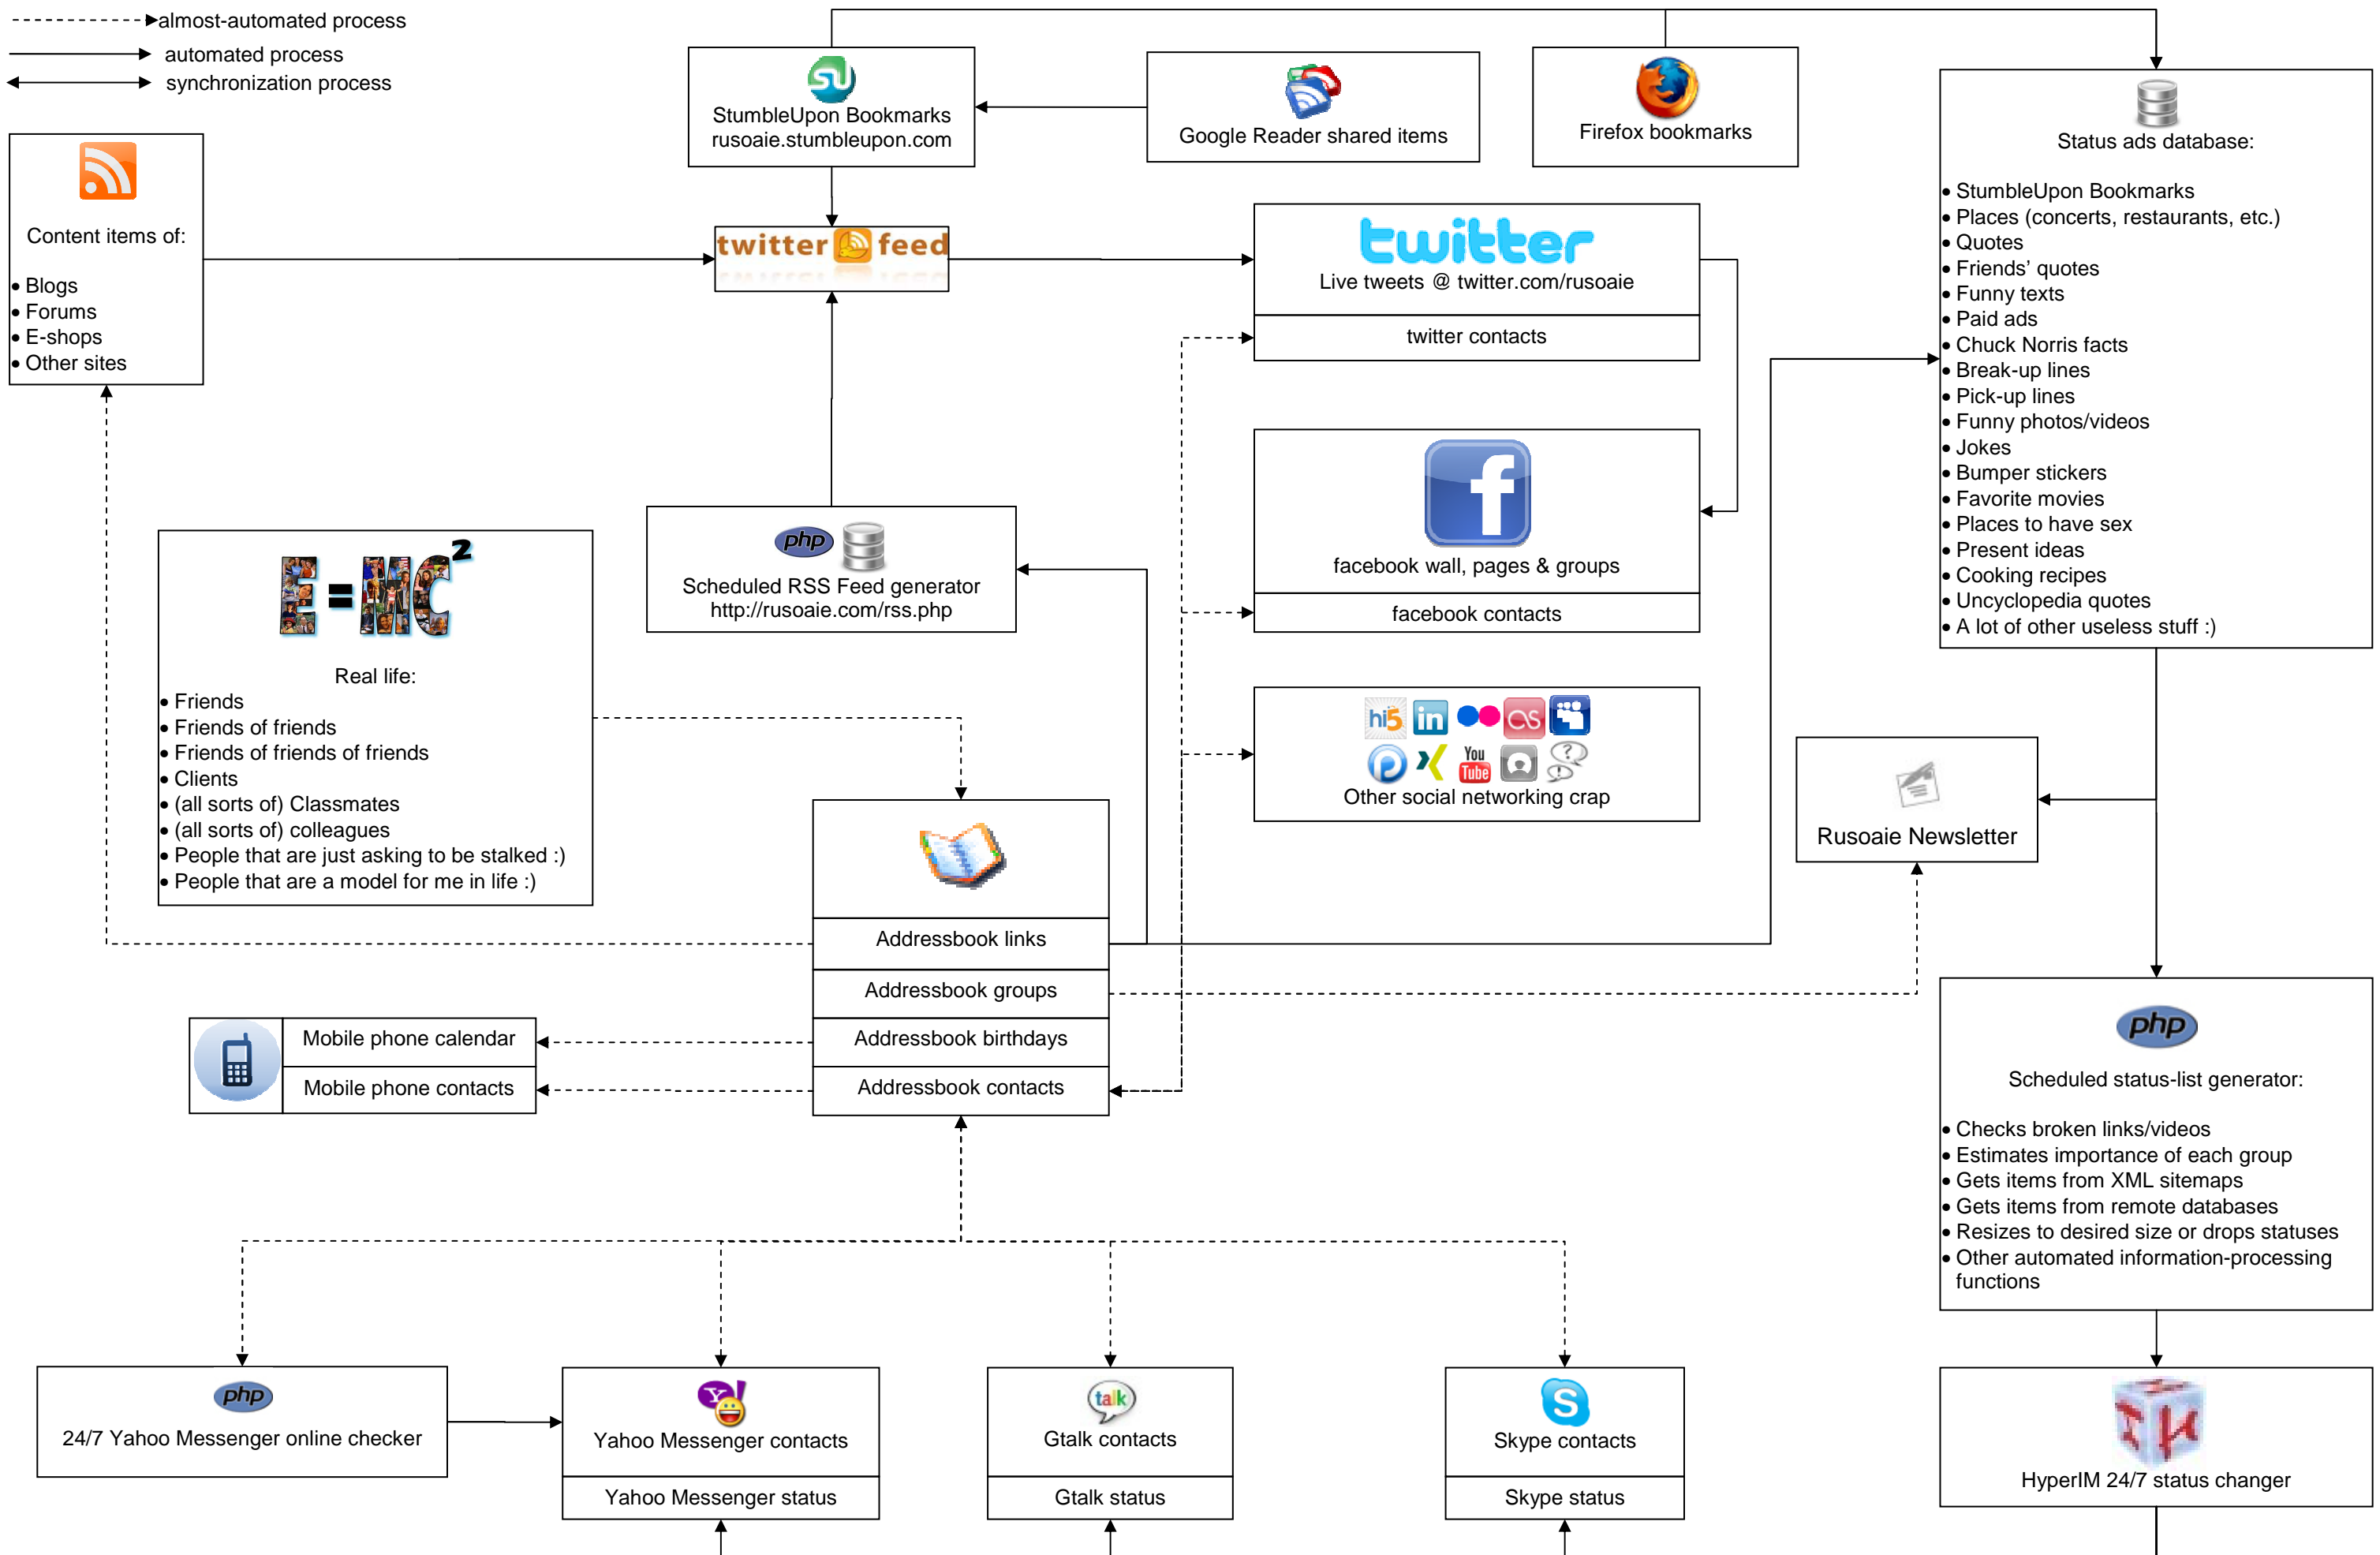 almost-automated process
automated process
synchronization process
StumbleUpon Bookmarks
rusoaie.stumbleupon.com
Google Reader shared items
Firefox bookmarks
Status ads database:
• StumbleUpon Bookmarks
• Places (concerts, restaurants, etc.)
• Quotes
• Friends’ quotes
• Funny texts
• Paid ads
• Chuck Norris facts
• Break-up lines
• Pick-up lines
• Funny photos/videos
• Jokes
• Bumper stickers
• Favorite movies
• Places to have sex
• Present ideas
• Cooking recipes
• Uncyclopedia quotes
• A lot of other useless stuff :)
Content items of:
• Blogs
• Forums
• E-shops
• Other sites
twitter feed
twitter
Live tweets @ twitter.com/rusoaie
twitter contacts
f
facebook wall, pages & groups
facebook contacts
php
Scheduled RSS Feed generator
http://rusoaie.com/rss.php
E=MC²
Real life:
• Friends
• Friends of friends
• Friends of friends of friends
• Clients
• (all sorts of) Classmates
• (all sorts of) colleagues
• People that are just asking to be stalked :)
• People that are a model for me in life :)
hi5 in
You Tube
Other social networking crap
Rusoaie Newsletter
Addressbook links
Addressbook groups
Addressbook birthdays
Addressbook contacts
Mobile phone calendar
Mobile phone contacts
php
Scheduled status-list generator:
• Checks broken links/videos
• Estimates importance of each group
• Gets items from XML sitemaps
• Gets items from remote databases
• Resizes to desired size or drops statuses
• Other automated information-processing
functions
php
24/7 Yahoo Messenger online checker
Y!
Yahoo Messenger contacts
Yahoo Messenger status
talk
Gtalk contacts
Gtalk status
S
Skype contacts
Skype status
HyperIM 24/7 status changer